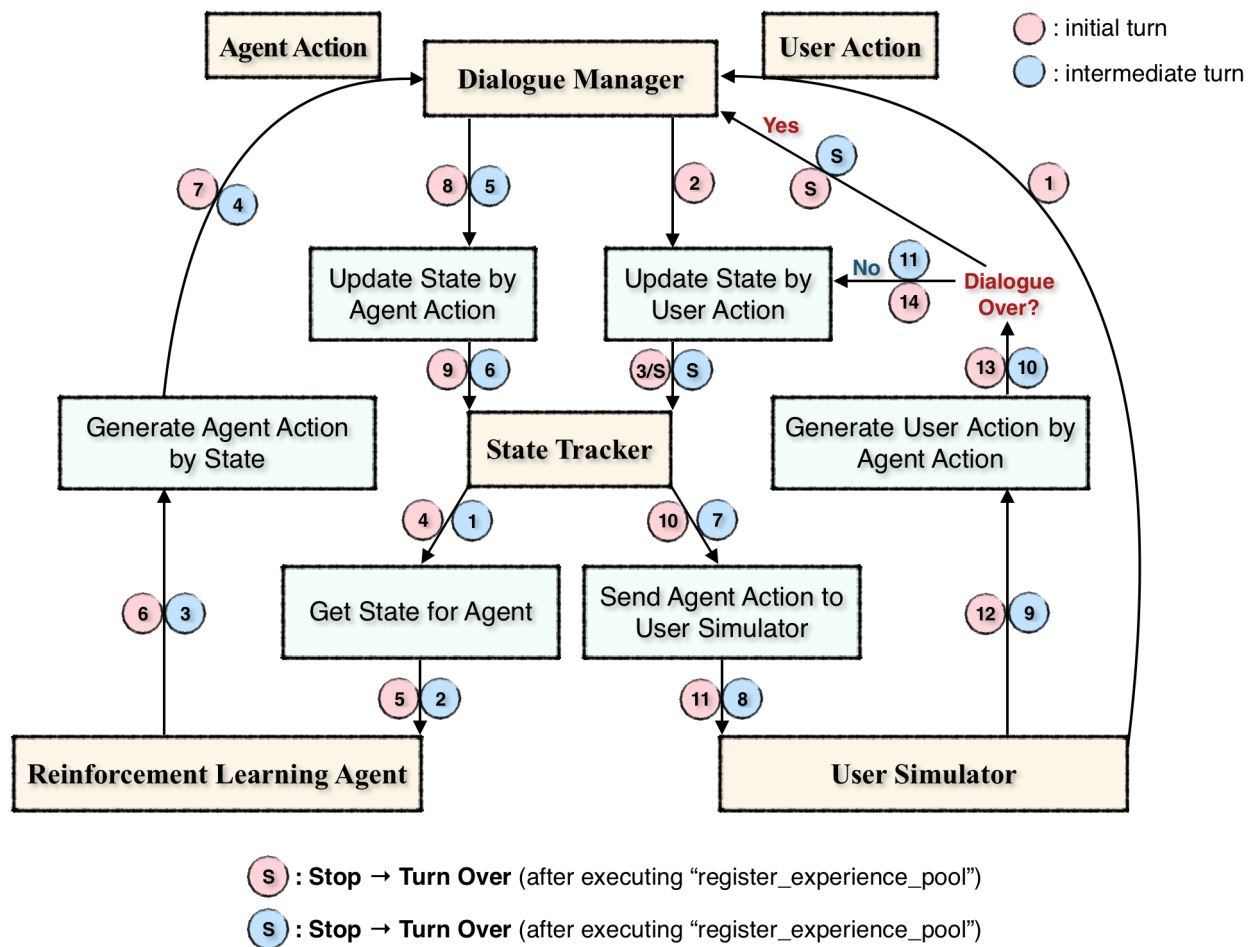 Agent Action
User Action
: initial turn
Dialogue Manager
: intermediate turn
Yes
S
S
7
4
8
5
2
1
Update State by
Agent Action
Update State by
User Action
No
11
14
Dialogue
Over?
9
6
3/S
S
13
10
Generate Agent Action
by State
State Tracker
Generate User Action by
Agent Action
4
1
10
7
Get State for Agent
Send Agent Action to
User Simulator
6
3
12
9
5
2
11
8
Reinforcement Learning Agent
User Simulator
S : Stop → Turn Over (after executing “register_experience_pool”)
S : Stop → Turn Over (after executing “register_experience_pool”)